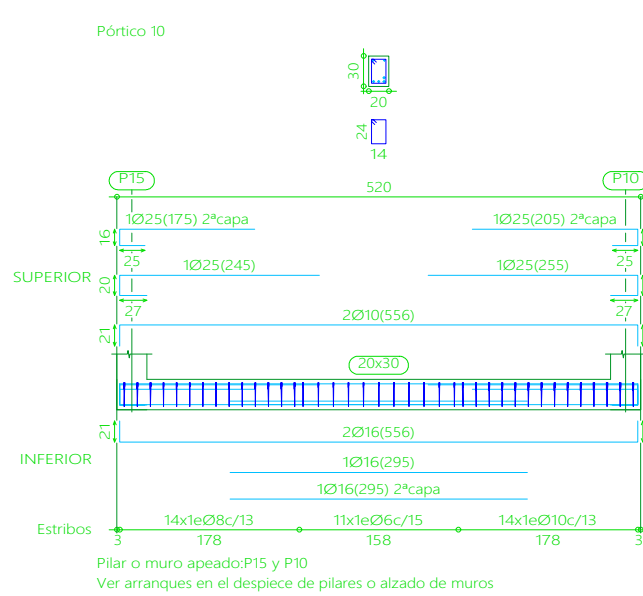 Pórtico 10
30
20
24
14
P15 P10
520
1Ø25(175) 2ªcapa 1Ø25(205) 2ªcapa
16
25 25
SUPERIOR 1Ø25(245) 1Ø25(255)
20
27 27
2Ø10(556)
21
20x30
21 2Ø16(556)
INFERIOR 1Ø16(295)
1Ø16(295) 2ªcapa
Estribos 14x1eØ8c/13 11x1eØ6c/15 14x1eØ10c/13
3 178 158 178 3
Pilar o muro apeado:P15 y P10
Ver arranques en el despiece de pilares o alzado de muros